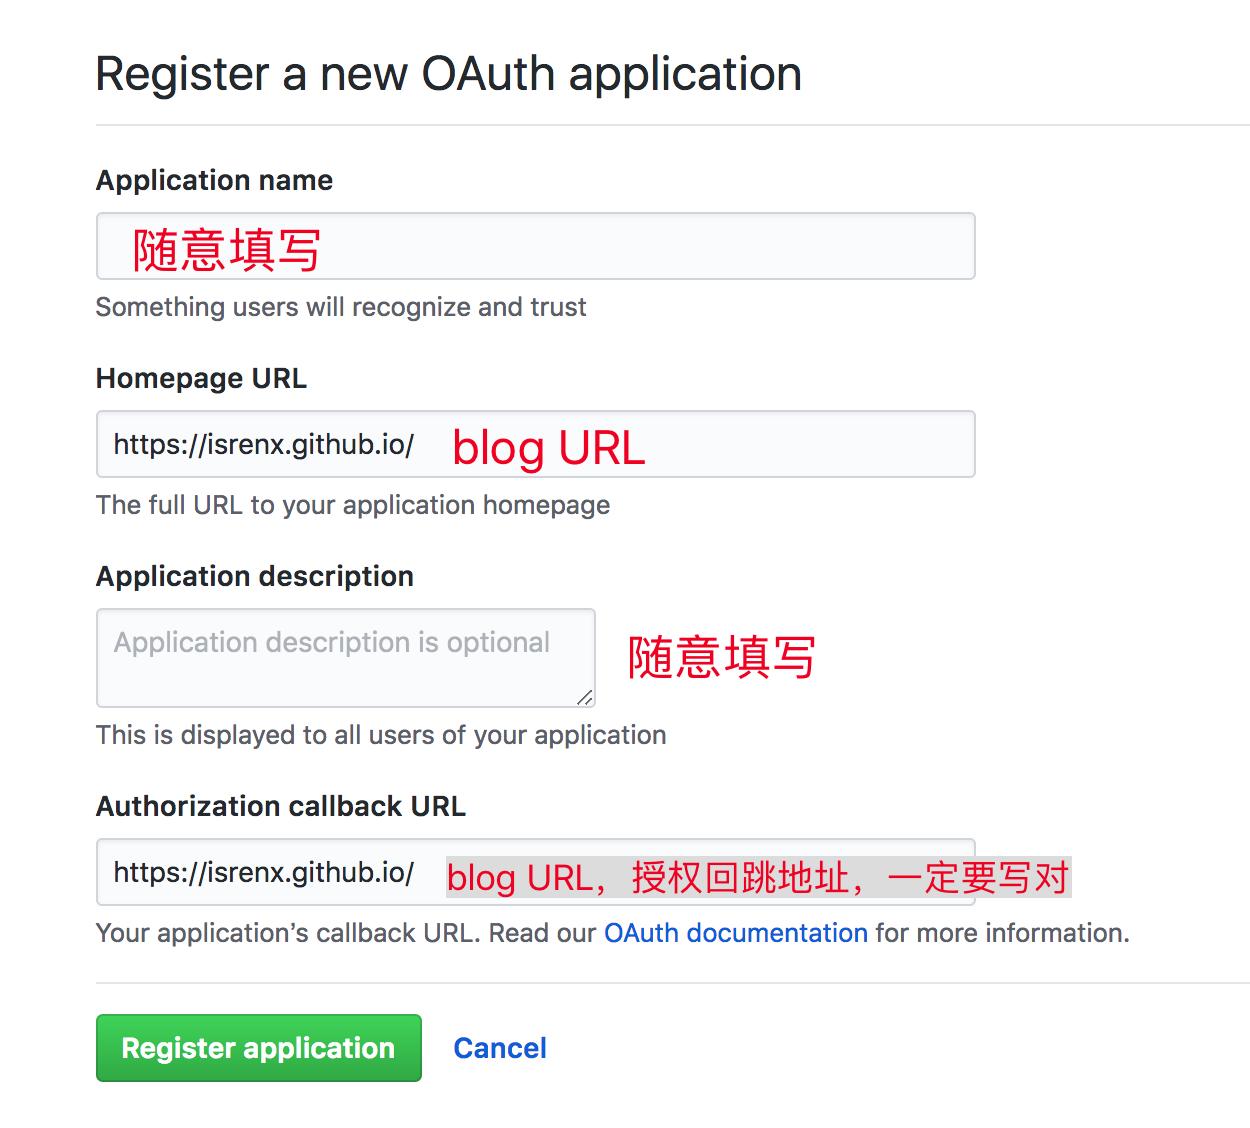 Register a new OAuth application
Application name
随意填写
Something users will recognize and trust
Homepage URL
https://isrenx.github.io/ blog URL
The full URL to your application homepage
Application description
Application description is optional 随意填写
This is displayed to all users of your application
Authorization callback URL
https://isrenx.github.io/ blog URL，授权回跳地址，一定要写对
Your application’s callback URL. Read our OAuth documentation for more information.
Register application Cancel